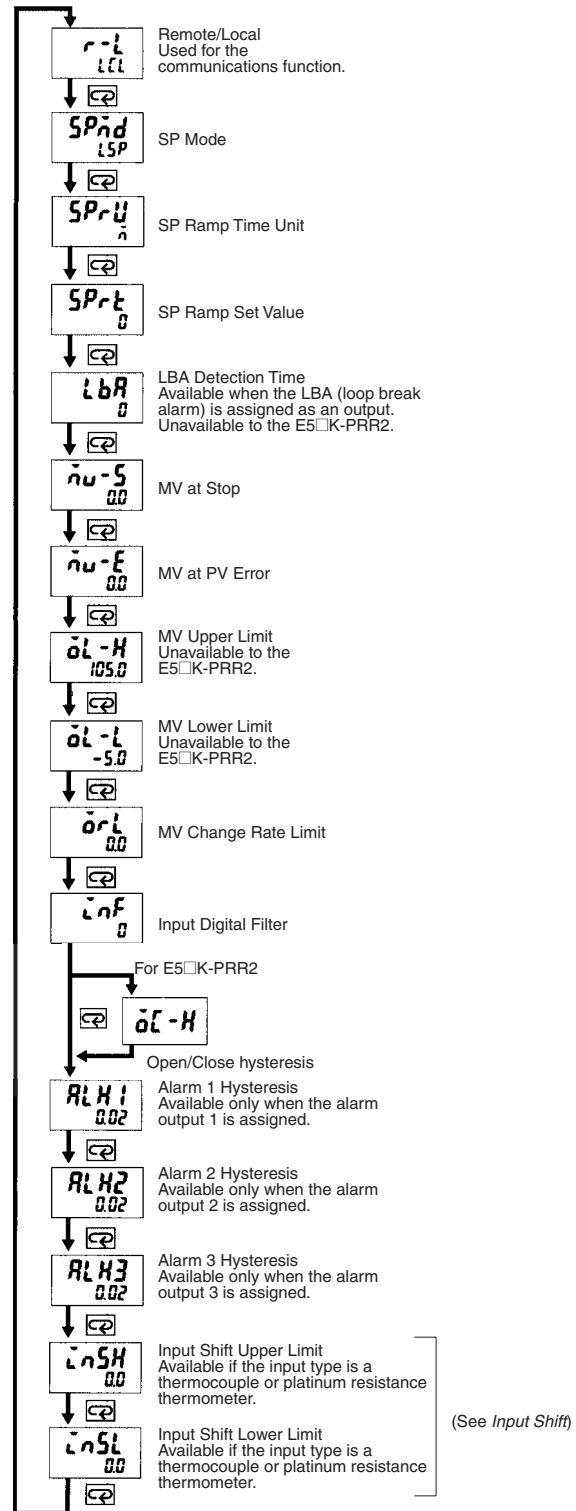 r-L
LCL
Remote/Local
Used for the
communications function.
SPmd
LSP
SP Mode
SPrU
m
SP Ramp Time Unit
SPrt
0
SP Ramp Set Value
LbA
0
LBA Detection Time
Available when the LBA (loop break
alarm) is assigned as an output.
Unavailable to the E5□K-PRR2.
mv-S
0.0
MV at Stop
mv-E
0.0
MV at PV Error
oL-H
105.0
MV Upper Limit
Unavailable to the
E5□K-PRR2.
oL-L
-5.0
MV Lower Limit
Unavailable to the
E5□K-PRR2.
orL
0.0
MV Change Rate Limit
inF
0
Input Digital Filter
For E5□K-PRR2
oC-H
Open/Close hysteresis
ALH1
0.02
Alarm 1 Hysteresis
Available only when the alarm
output 1 is assigned.
ALH2
0.02
Alarm 2 Hysteresis
Available only when the alarm
output 2 is assigned.
ALH3
0.02
Alarm 3 Hysteresis
Available only when the alarm
output 3 is assigned.
inSH
0.0
Input Shift Upper Limit
Available if the input type is a
thermocouple or platinum resistance
thermometer.
(See Input Shift)
inSL
0.0
Input Shift Lower Limit
Available if the input type is a
thermocouple or platinum resistance
thermometer.